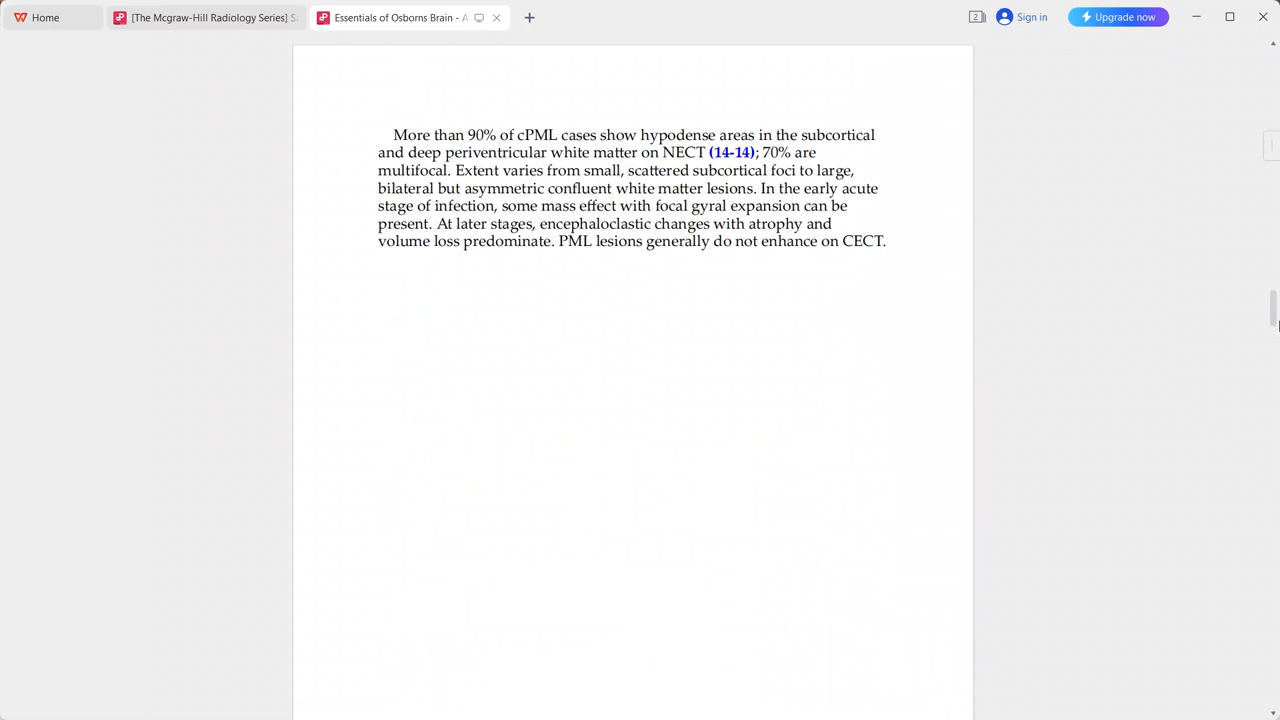 Home
[The Mcgraw-Hill Radiology Series] S
Essentials of Osborns Brain - A
2
Sign in
Upgrade now
More than 90% of cPML cases show hypodense areas in the subcortical
and deep periventricular white matter on NECT (14-14); 70% are
multifocal. Extent varies from small, scattered subcortical foci to large,
bilateral but asymmetric confluent white matter lesions. In the early acute
stage of infection, some mass effect with focal gyral expansion can be
present. At later stages, encephaloclastic changes with atrophy and
volume loss predominate. PML lesions generally do not enhance on CECT.